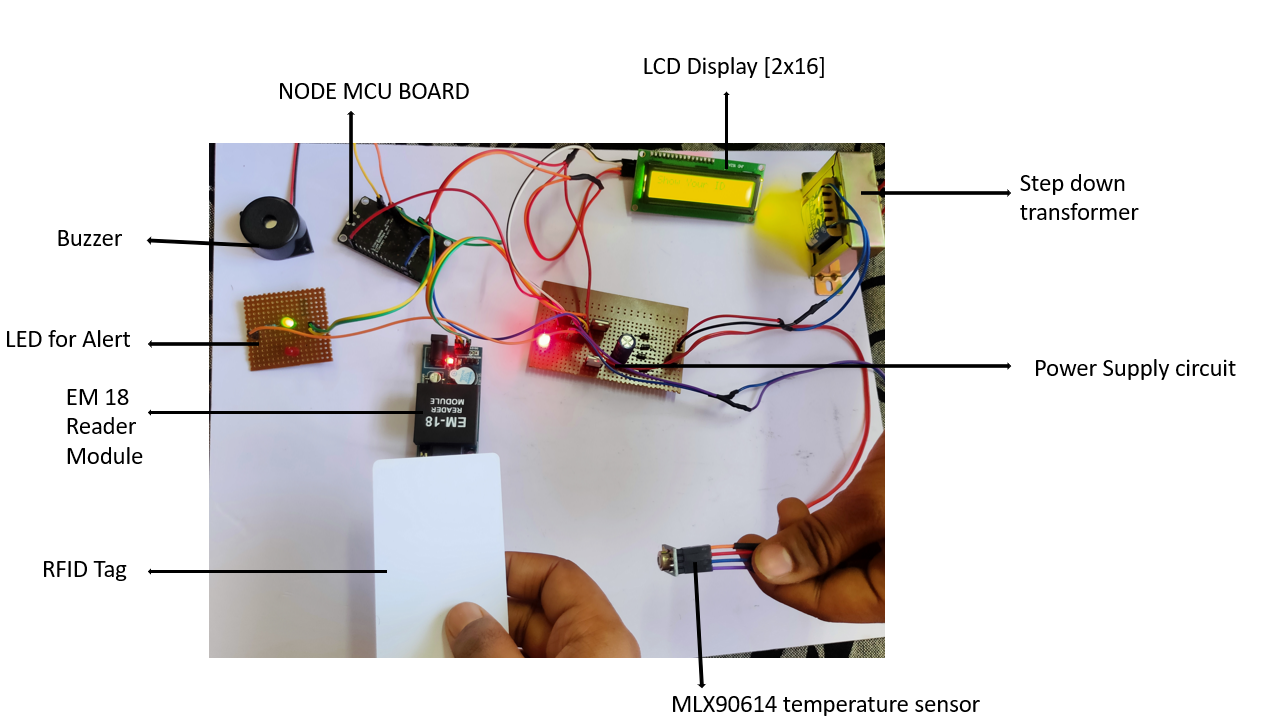 LCD Display [2x16]
NODE MCU BOARD
Step down
transformer
Buzzer
LED for Alert
Power Supply circuit
EM 18
Reader
Module
EM-18
READER
MODULE
RFID Tag
MLX90614 temperature sensor